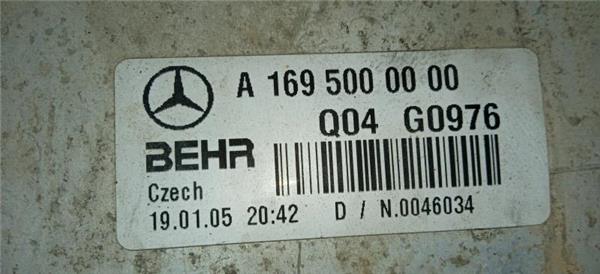 A 169 500 00 00
Q04 G0976
BEHR
Czech
19.01.05 20:42 D / N.0046034